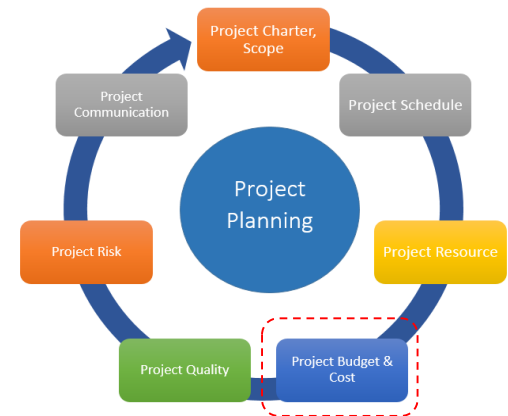 Project Charter,
Scope
Project Schedule
Project Resource
Project Budget &
Cost
Project Quality
Project Risk
Project
Communication
Project
Planning